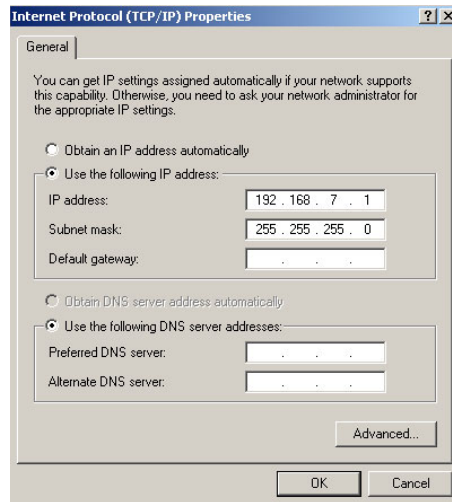 Internet Protocol (TCP/IP) Properties
General
You can get IP settings assigned automatically if your network supports
this capability. Otherwise, you need to ask your network administrator for
the appropriate IP settings.
Obtain an IP address automatically
Use the following IP address:
IP address: 192 . 168 . 7 . 1
Subnet mask: 255 . 255 . 255 . 0
Default gateway: . . .
Obtain DNS server address automatically
Use the following DNS server addresses:
Preferred DNS server: . . .
Alternate DNS server: . . .
Advanced...
OK Cancel